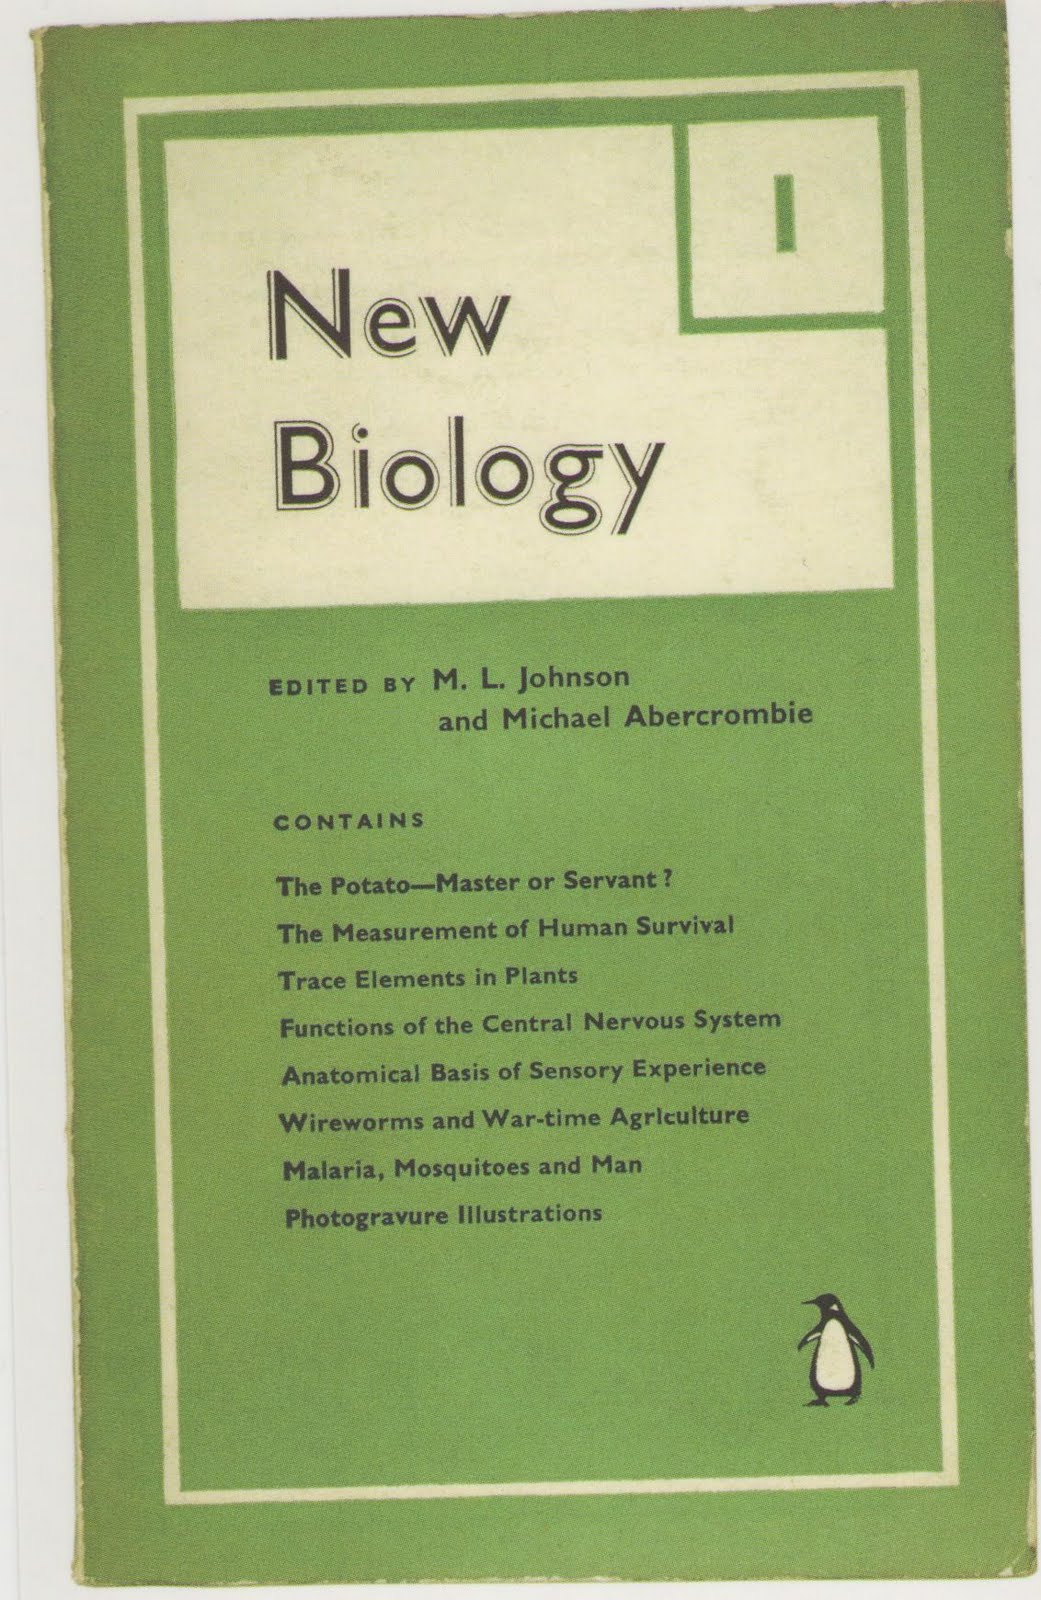 I
New
Biology
EDITED BY M. L. Johnson
and Michael Abercrombie
CONTAINS
The Potato—Master or Servant?
The Measurement of Human Survival
Trace Elements in Plants
Functions of the Central Nervous System
Anatomical Basis of Sensory Experience
Wireworms and War-time Agriculture
Malaria, Mosquitoes and Man
Photogravure Illustrations